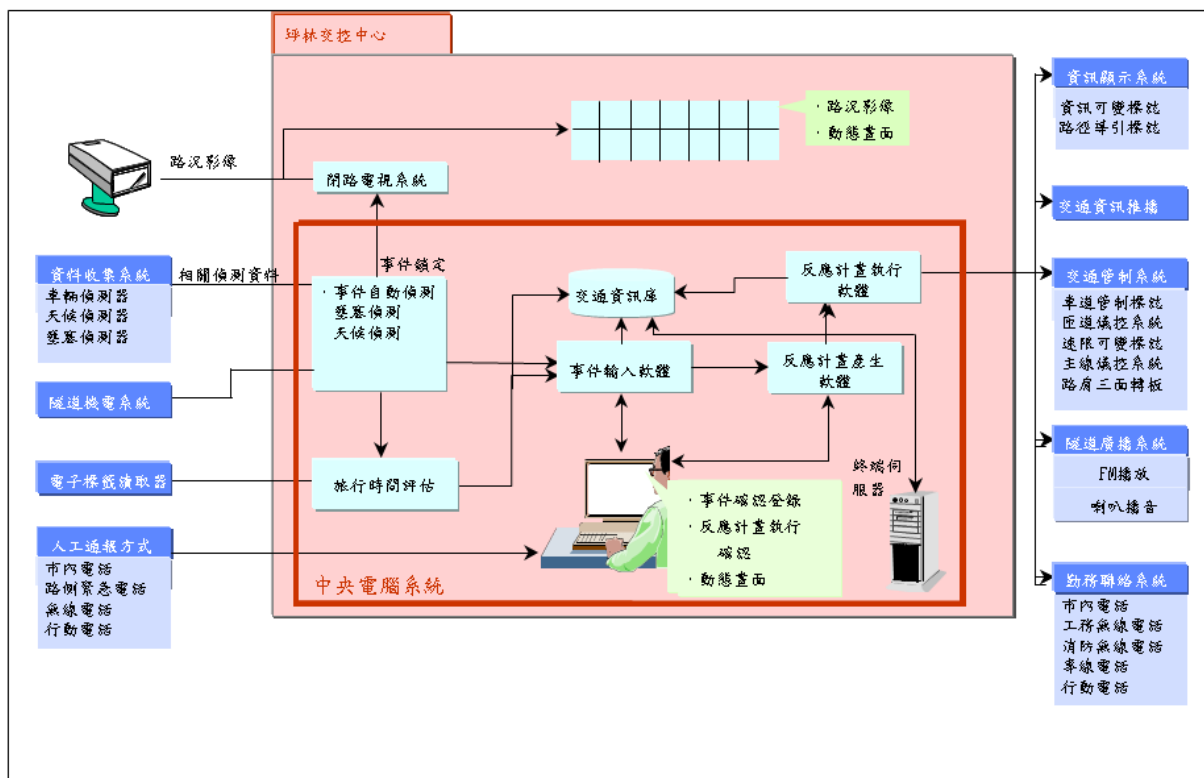 坪林交控中心
・路況影像
・動態畫面
路況影像
閉路電視系統
資料收集系統
車輛偵測器
天候偵測器
壅塞偵測器
相關偵測資料
隧道機電系統
電子標籤讀取器
人工通報方式
市內電話
路側緊急電話
無線電話
行動電話
事件鎖定
・事件自動偵測
壅塞偵測
天候偵測
交通資訊庫
反應計畫執行
軟體
事件輸入軟體
反應計畫產生
軟體
旅行時間評估
終端伺
服器
・事件確認登錄
・反應計畫執行
確認
・動態畫面
中央電腦系統
資訊顯示系統
資訊可變標誌
路徑導引標誌
交通資訊推播
交通管制系統
車道管制標誌
匝道儀控系統
速限可變標誌
主線儀控系統
路肩三面轉板
隧道廣播系統
FM播放
喇叭播音
勤務聯絡系統
市內電話
工務無線電話
消防無線電話
專線電話
行動電話